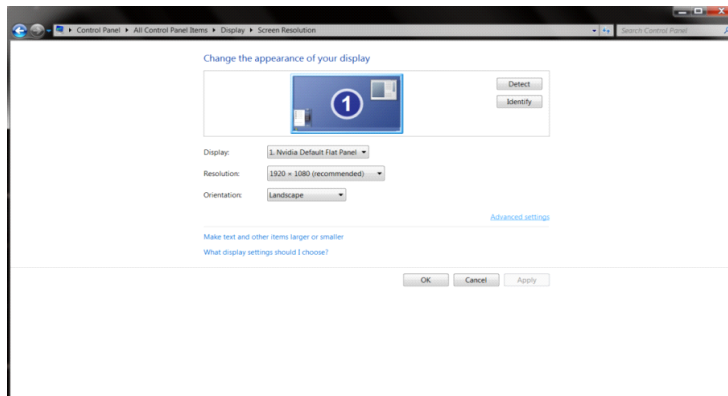 Control Panel ▸ All Control Panel Items ▸ Display ▸ Screen Resolution
Search Control Panel
Change the appearance of your display
1
Detect
Identify
Display: 1. Nvidia Default Flat Panel
Resolution: 1920 × 1080 (recommended)
Orientation: Landscape
Advanced settings
Make text and other items larger or smaller
What display settings should I choose?
OK Cancel Apply